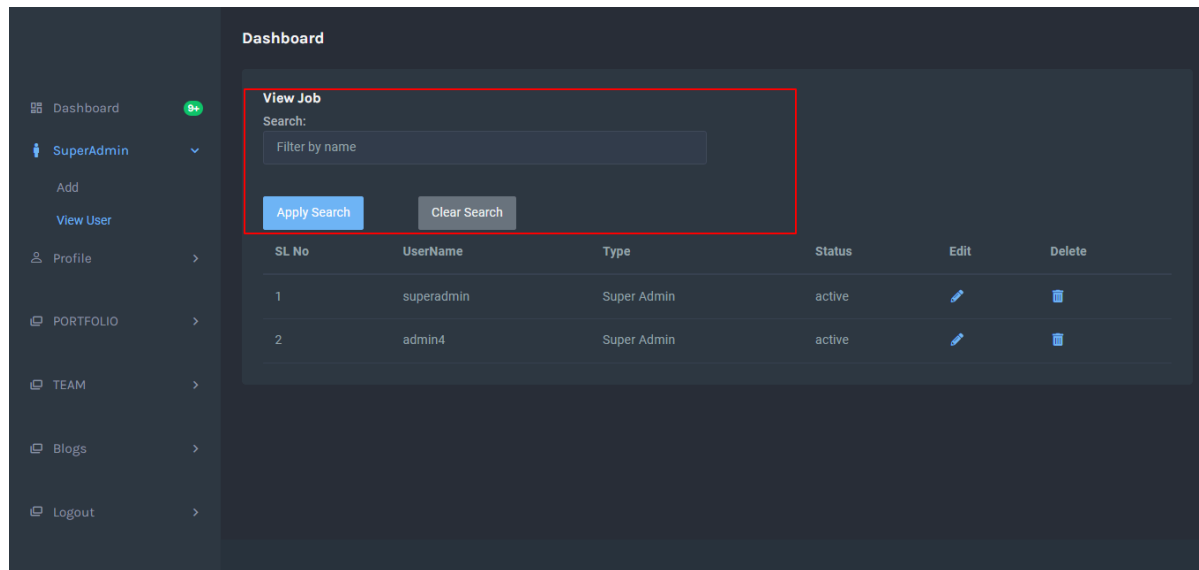 Dashboard
Dashboard 9+
SuperAdmin
Add
View User
Profile
PORTFOLIO
TEAM
Blogs
Logout
View Job
Search:
Filter by name
Apply Search Clear Search
SL No UserName Type Status Edit Delete
1 superadmin Super Admin active
2 admin4 Super Admin active